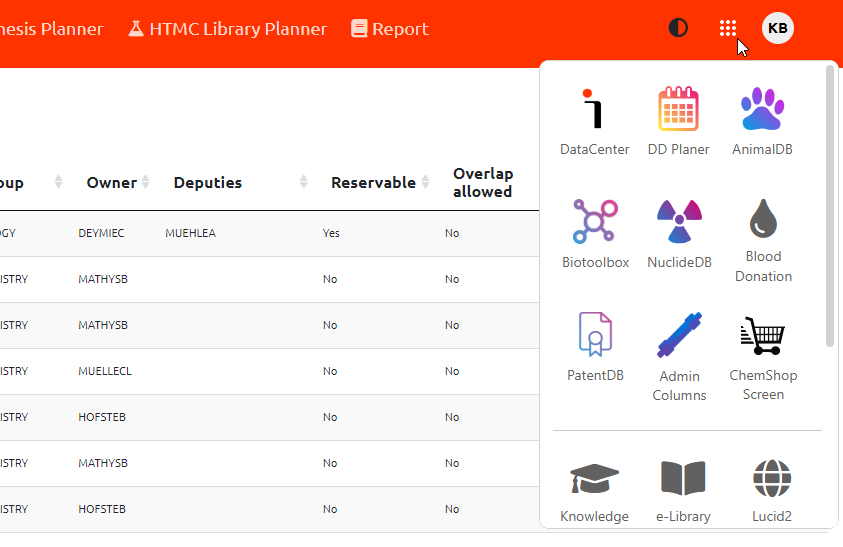 nesis Planner HTMC Library Planner Report KB
DataCenter DD Planer AnimalDB
oup Owner Deputies Reservable Overlap allowed
OGY DEYMIEC MUEHLEA Yes No
Biotoolbox NuclideDB Blood Donation
ISTRY MATHYSB No No
ISTRY MATHYSB No No
ISTRY MUELLECL No No
PatentDB Admin Columns ChemShop Screen
ISTRY HOFSTEB No No
ISTRY MATHYSB No No
ISTRY HOFSTEB No No
Knowledge e-Library Lucid2